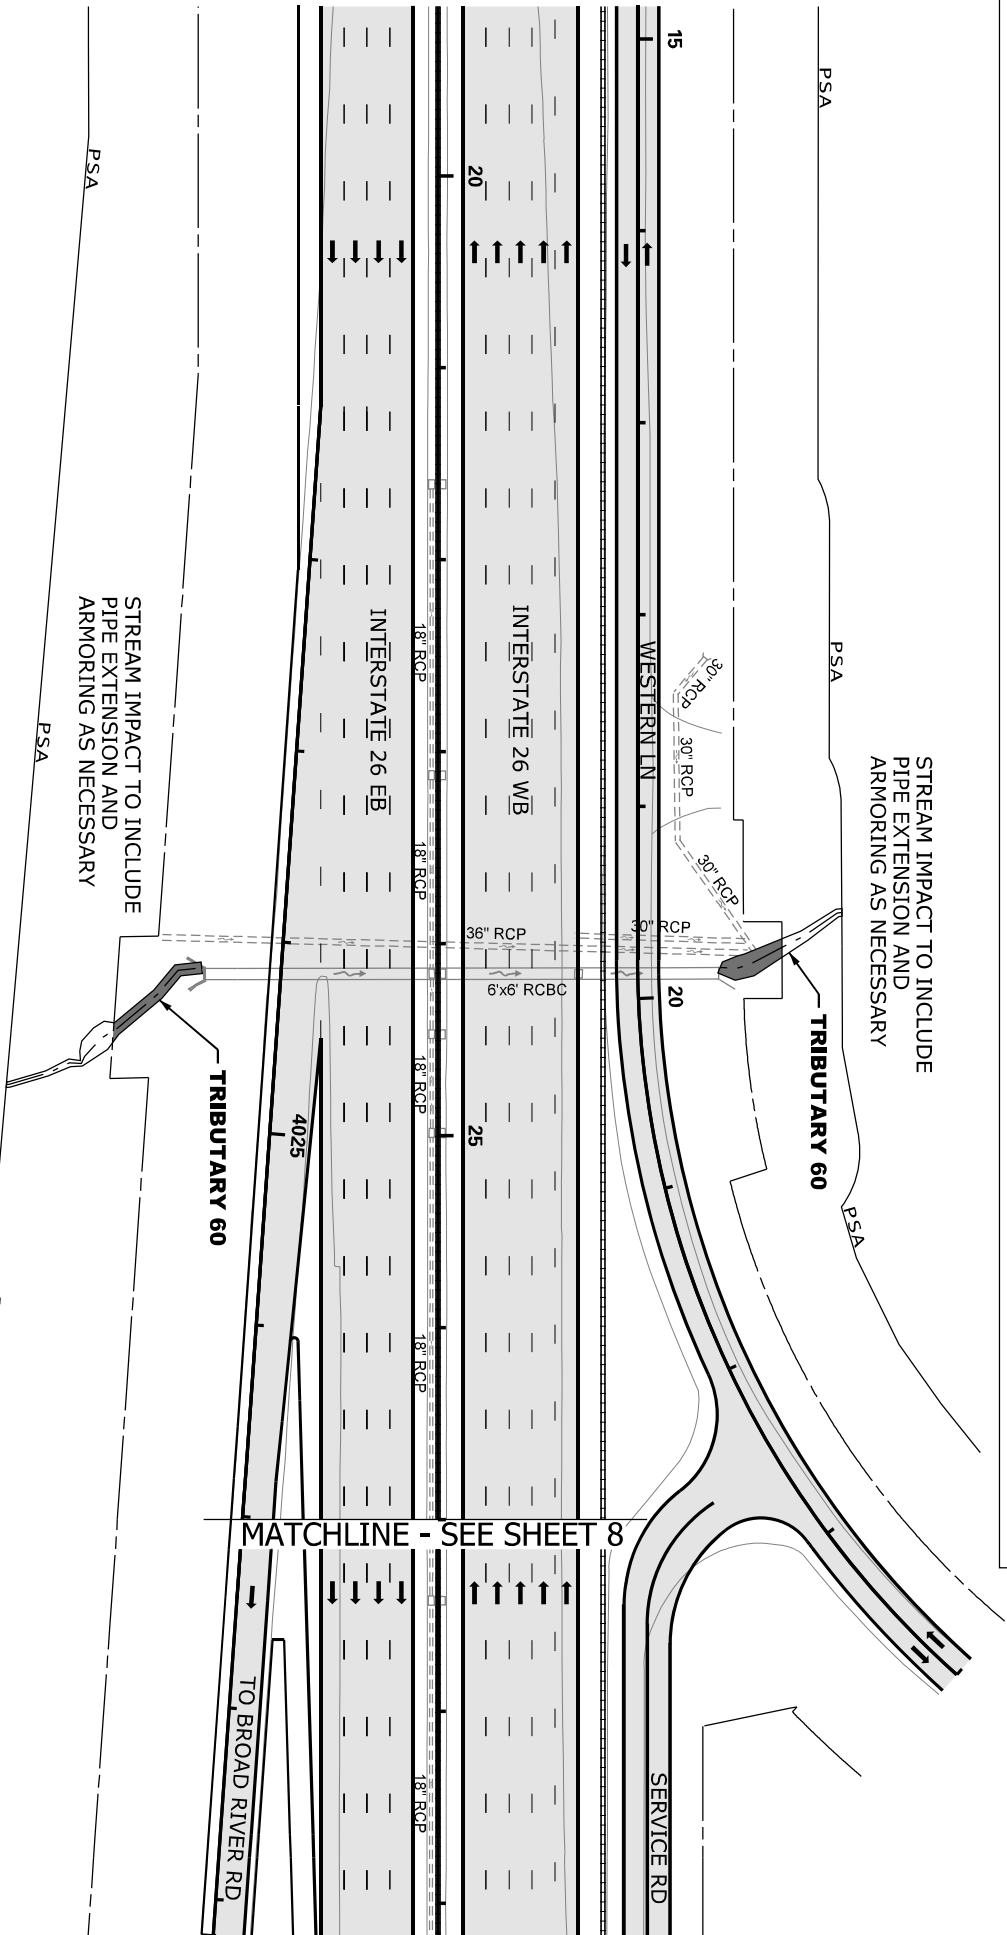 15
PSA
PSA
20
STREAM IMPACT TO INCLUDE
PIPE EXTENSION AND
ARMORING AS NECESSARY
PSA
INTERSTATE 26 EB
18" RCP
INTERSTATE 26 WB
WESTERN LN
30" RCP
30" RCP
30" RCP
PSA
STREAM IMPACT TO INCLUDE
PIPE EXTENSION AND
ARMORING AS NECESSARY
18" RCP
36" RCP
30" RCP
6'x6' RCBC
20
TRIBUTARY 60
TRIBUTARY 60
18" RCP
4025
25
PSA
18" RCP
MATCHLINE - SEE SHEET 8
TO BROAD RIVER RD
18" RCP
SERVICE RD